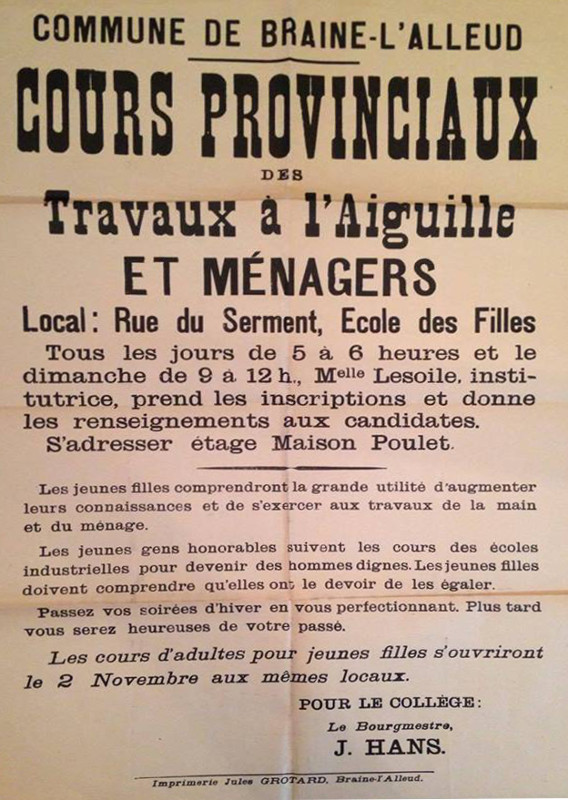 COMMUNE DE BRAINE-L'ALLEUD
COURS PROVINCIAUX
DES
Travaux à l'Aiguille
ET MÉNAGERS
Local: Rue du Serment, Ecole des Filles
Tous les jours de 5 à 6 heures et le
dimanche de 9 à 12 h., Melle Lesoile, insti-
tutrice, prend les inscriptions et donne
les renseignements aux candidates.
S'adresser étage Maison Poulet.
Les jeunes filles comprendront la grande utilité d'augmenter
leurs connaissances et de s'exercer aux travaux de la main
et du ménage.
Les jeunes gens honorables suivent les cours des écoles
industrielles pour devenir des hommes dignes. Les jeunes filles
doivent comprendre qu'elles ont le devoir de les égaler.
Passez vos soirées d'hiver en vous perfectionnant. Plus tard
vous serez heureuses de votre passé.
Les cours d'adultes pour jeunes filles s'ouvriront
le 2 Novembre aux mêmes locaux.
POUR LE COLLÈGE:
Le Bourgmestre,
J. HANS.
Imprimerie Jules GROTARD, Braine-l'Alleud.